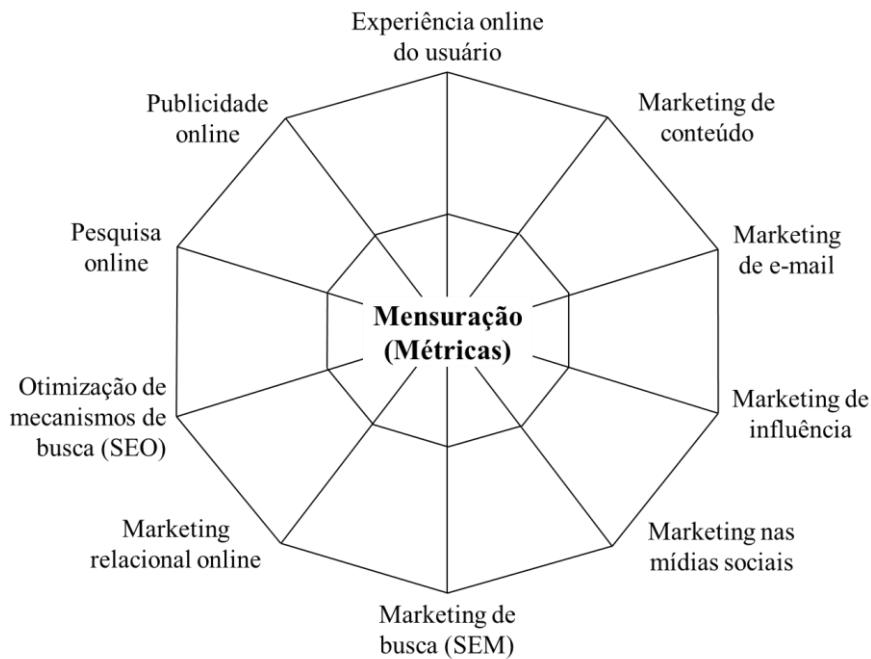 Experiência online
do usuário
Marketing de
conteúdo
Marketing
de e-mail
Marketing de
influência
Marketing nas
mídias sociais
Marketing de
busca (SEM)
Marketing
relacional online
Otimização de
mecanismos de
busca (SEO)
Pesquisa
online
Publicidade
online
Mensuração
(Métricas)